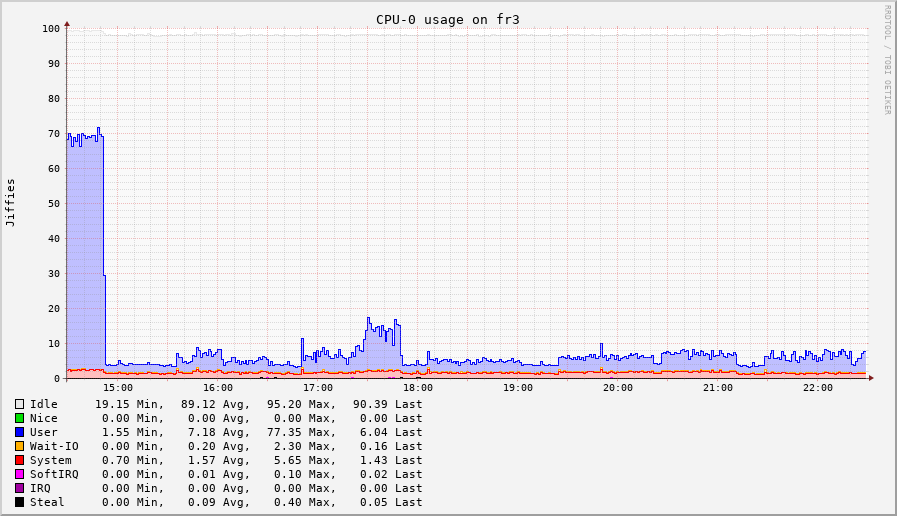 CPU-0 usage on fr3
RRDTOOL / TOBI OETIKER
Jiffies
100
90
80
70
60
50
40
30
20
10
0
15:00 16:00 17:00 18:00 19:00 20:00 21:00 22:00
Idle 19.15 Min, 89.12 Avg, 95.20 Max, 90.39 Last
Nice 0.00 Min, 0.00 Avg, 0.00 Max, 0.00 Last
User 1.55 Min, 7.18 Avg, 77.35 Max, 6.04 Last
Wait-IO 0.00 Min, 0.20 Avg, 2.30 Max, 0.16 Last
System 0.70 Min, 1.57 Avg, 5.65 Max, 1.43 Last
SoftIRQ 0.00 Min, 0.01 Avg, 0.10 Max, 0.02 Last
IRQ 0.00 Min, 0.00 Avg, 0.00 Max, 0.00 Last
Steal 0.00 Min, 0.09 Avg, 0.40 Max, 0.05 Last